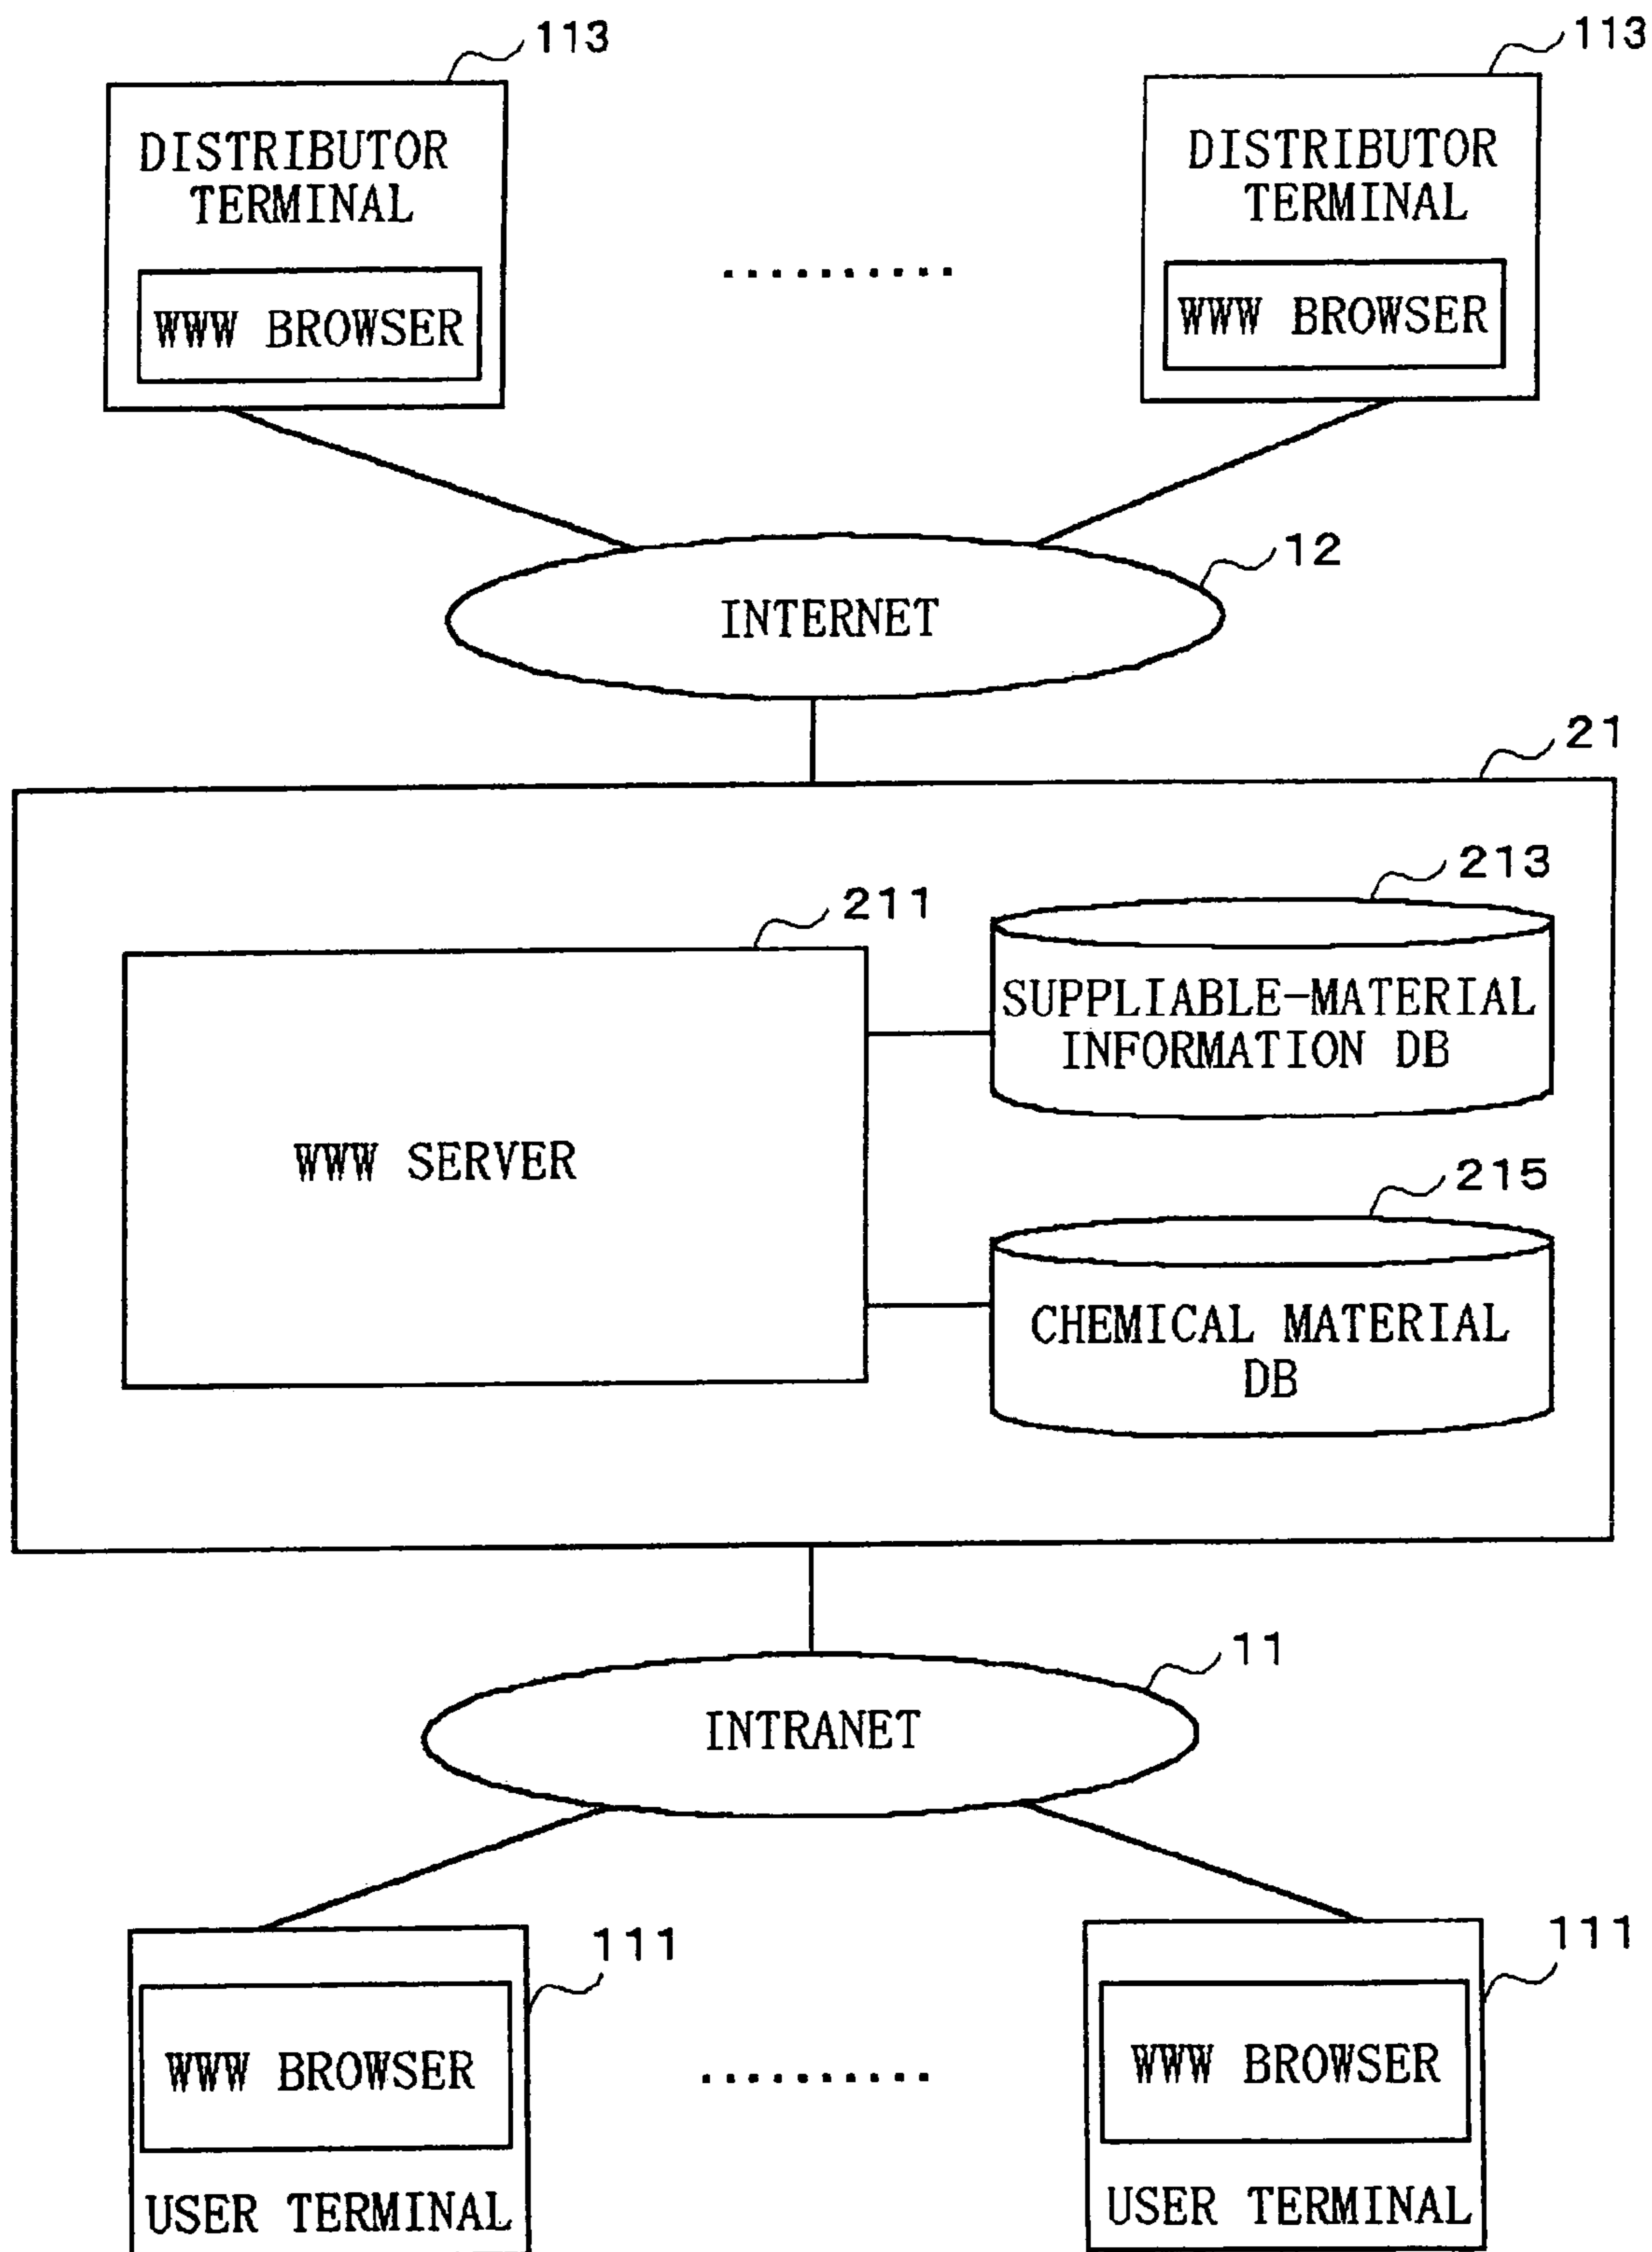 113
113
DISTRIBUTOR
TERMINAL
WWW BROWSER
DISTRIBUTOR
TERMINAL
WWW BROWSER
12
INTERNET
21
211
WWW SERVER
213
SUPPLIABLE-MATERIAL
INFORMATION DB
215
CHEMICAL MATERIAL
DB
11
INTRANET
111
WWW BROWSER
USER TERMINAL
111
WWW BROWSER
USER TERMINAL